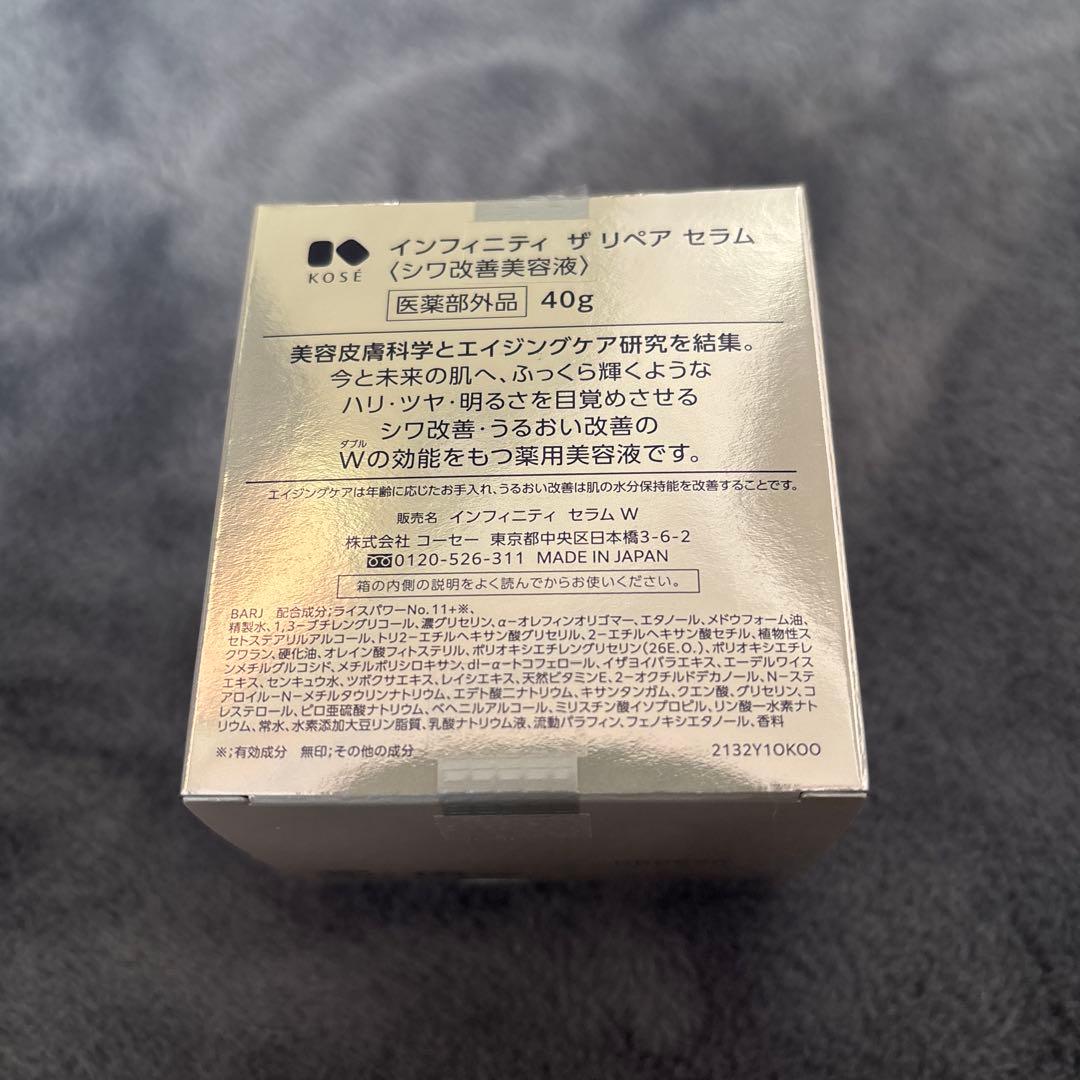 KOSÉ
インフィニティ ザ リペア セラム
〈シワ改善美容液〉
医薬部外品 40g
美容皮膚科学とエイジングケア研究を結集。
今と未来の肌へ、ふっくら輝くような
ハリ・ツヤ・明るさを目覚めさせる
シワ改善・うるおい改善の
ダブル
Wの効能をもつ薬用美容液です。
エイジングケアは年齢に応じたお手入れ、うるおい改善は肌の水分保持能を改善することです。
販売名 インフィニティ セラム W
株式会社 コーセー 東京都中央区日本橋3-6-2
0120-526-311 MADE IN JAPAN
箱の内側の説明をよく読んでからお使いください。
BARJ 配合成分;ライスパワーNo.11+※、
精製水、1,3-ブチレングリコール、濃グリセリン、α-オレフィンオリゴマー、エタノール、メドウフォーム油、
セトステアリルアルコール、トリ2-エチルヘキサン酸グリセリル、2-エチルヘキサン酸セチル、植物性ス
クワラン、硬化油、オレイン酸フィトステリル、ポリオキシエチレングリセリン(26E.O.)、ポリオキシエチレ
ンメチルグルコシド、メチルポリシロキサン、dl-α-トコフェロール、イザヨイバラエキス、エーデルワイス
エキス、センキュウ水、ツボクサエキス、レイシエキス、天然ビタミンE、2-オクチルドデカノール、N-ステ
アロイル-N-メチルタウリンナトリウム、エデト酸二ナトリウム、キサンタンガム、クエン酸、グリセリン、コ
レステロール、ピロ亜硫酸ナトリウム、ベヘニルアルコール、ミリスチン酸イソプロピル、リン酸一水素ナト
リウム、常水、水素添加大豆リン脂質、乳酸ナトリウム液、流動パラフィン、フェノキシエタノール、香料
※;有効成分 無印;その他の成分 2132Y10K00